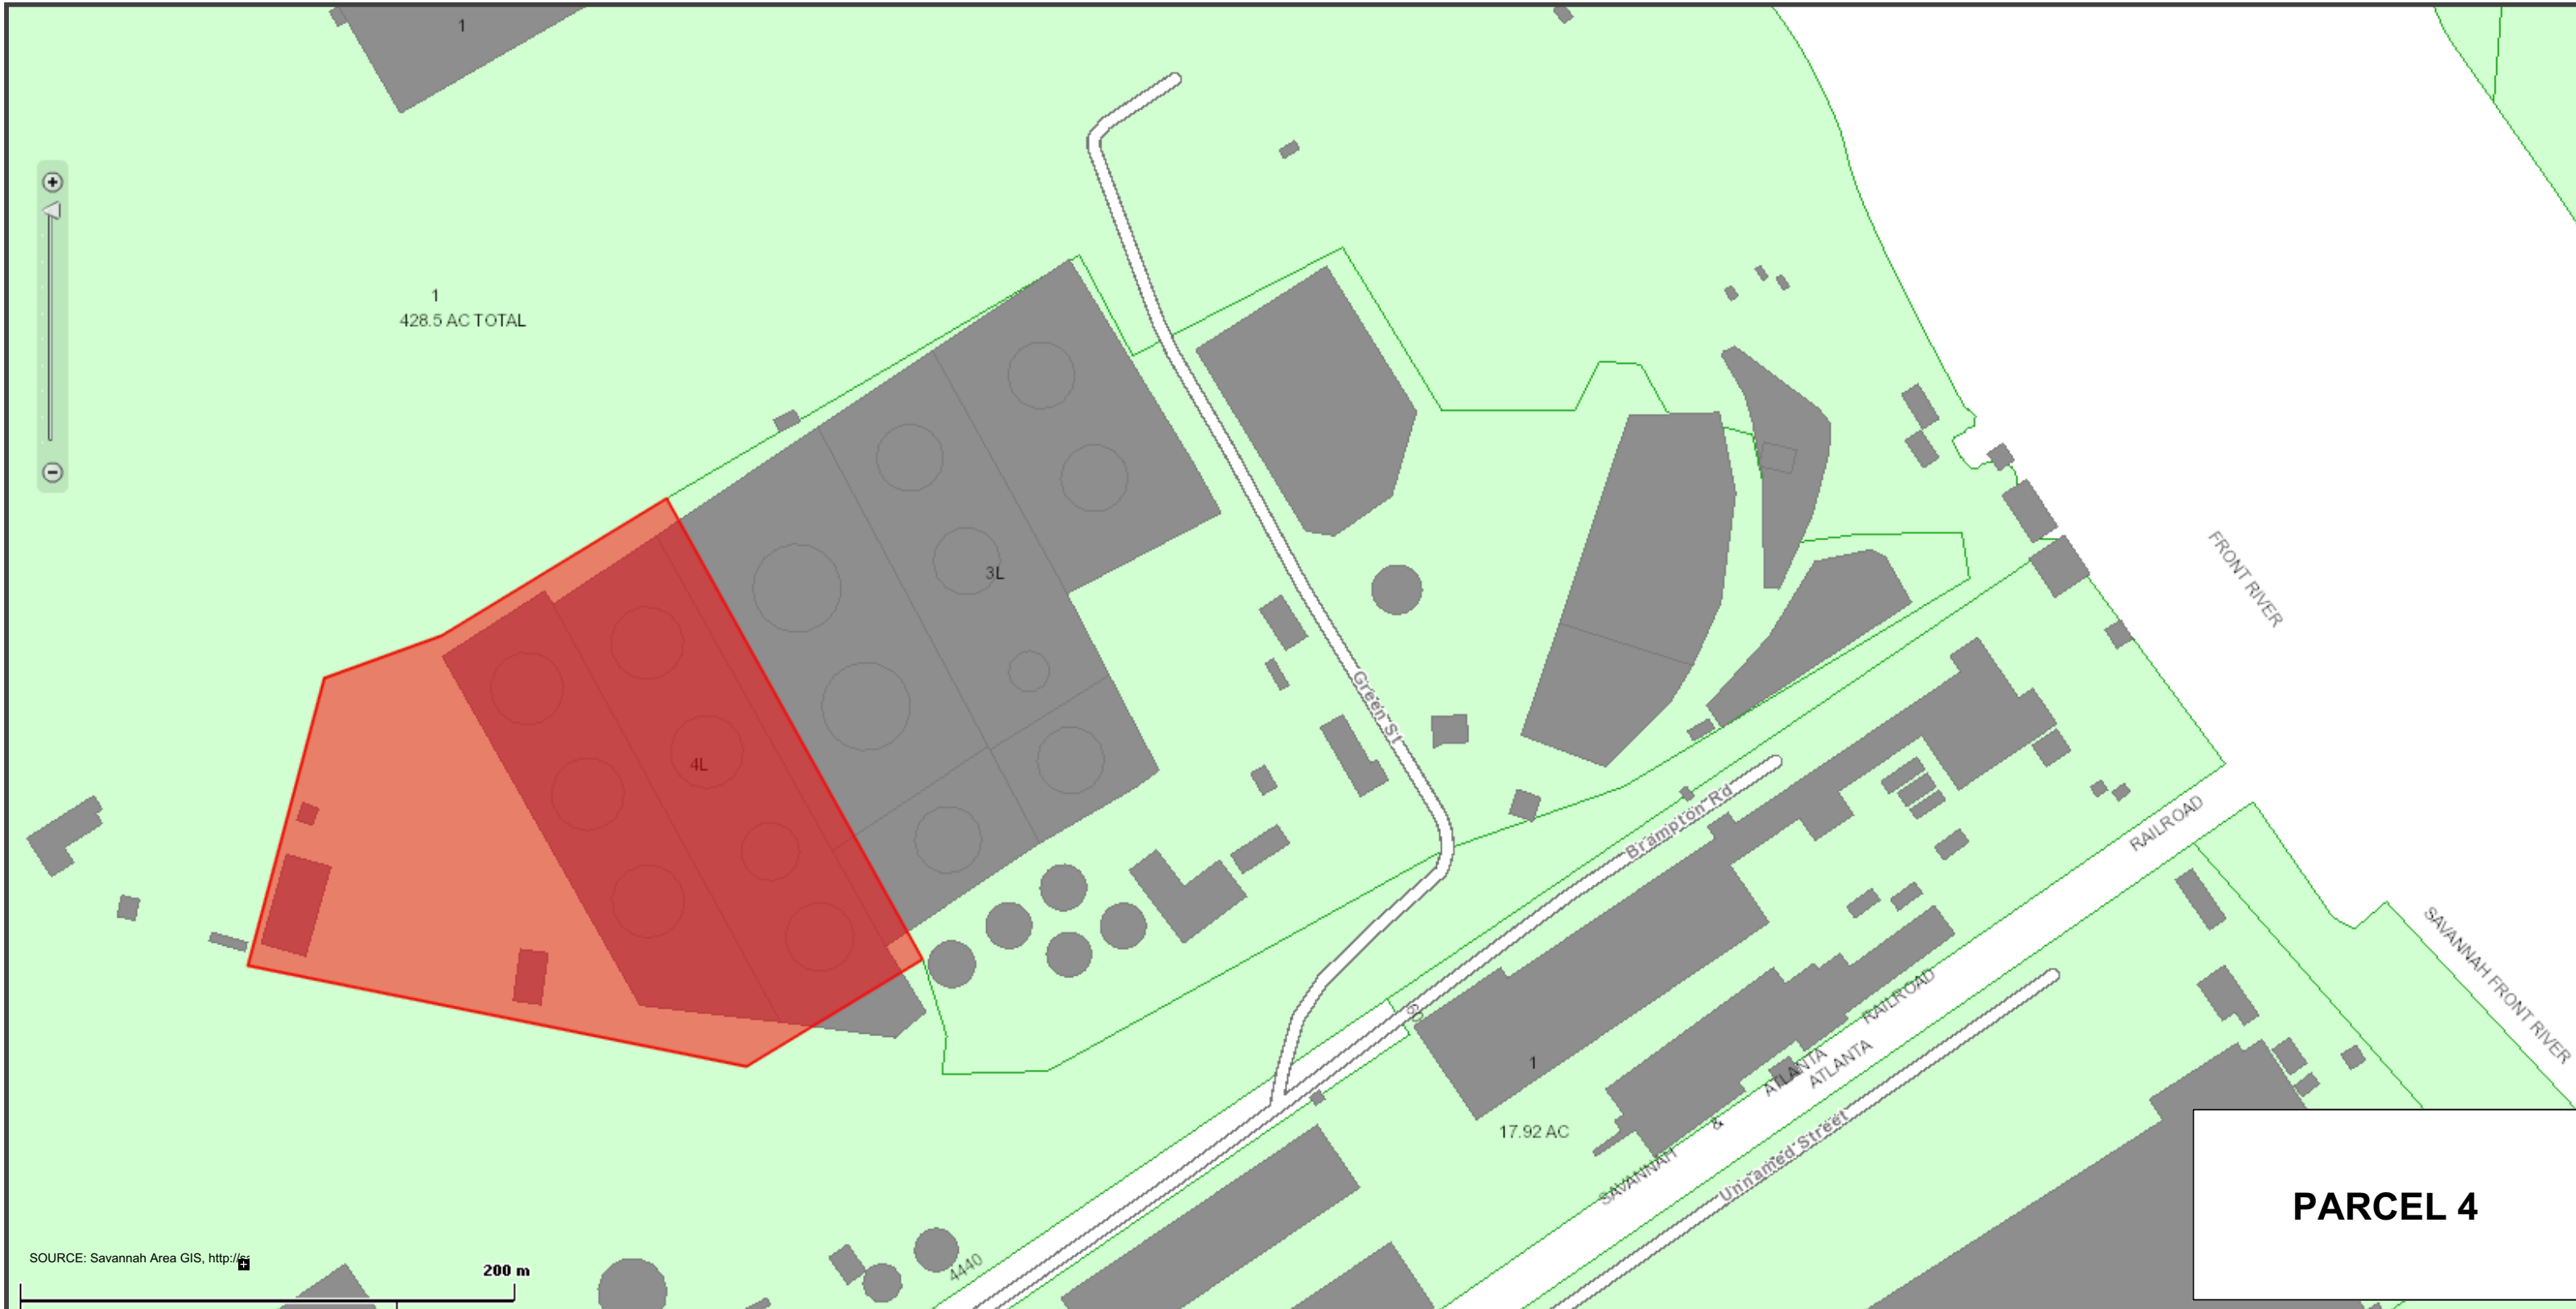 1
1
428.5 AC TOTAL
3L
FRONT RIVER
Green St
4L
Brampton Rd
RAILROAD
SAVANNAH FRONT RIVER
RAILROAD
60
1
ATLANTA
ATLANTA
17.92 AC
&
SAVANNAH
Unnamed Street
PARCEL 4
SOURCE: Savannah Area GIS, http://
4440
200 m